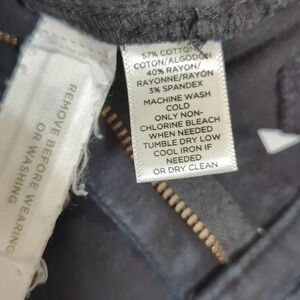 57% COTTON/
COTON/ALGODON
40% RAYON/
RAYONNE/RAYÓN
3% SPANDEX
MACHINE WASH
COLD
ONLY NON-
CHLORINE BLEACH
WHEN NEEDED
TUMBLE DRY LOW
COOL IRON IF
NEEDED
OR DRY CLEAN
REMOVE BEFORE WEARING
OR WASHING